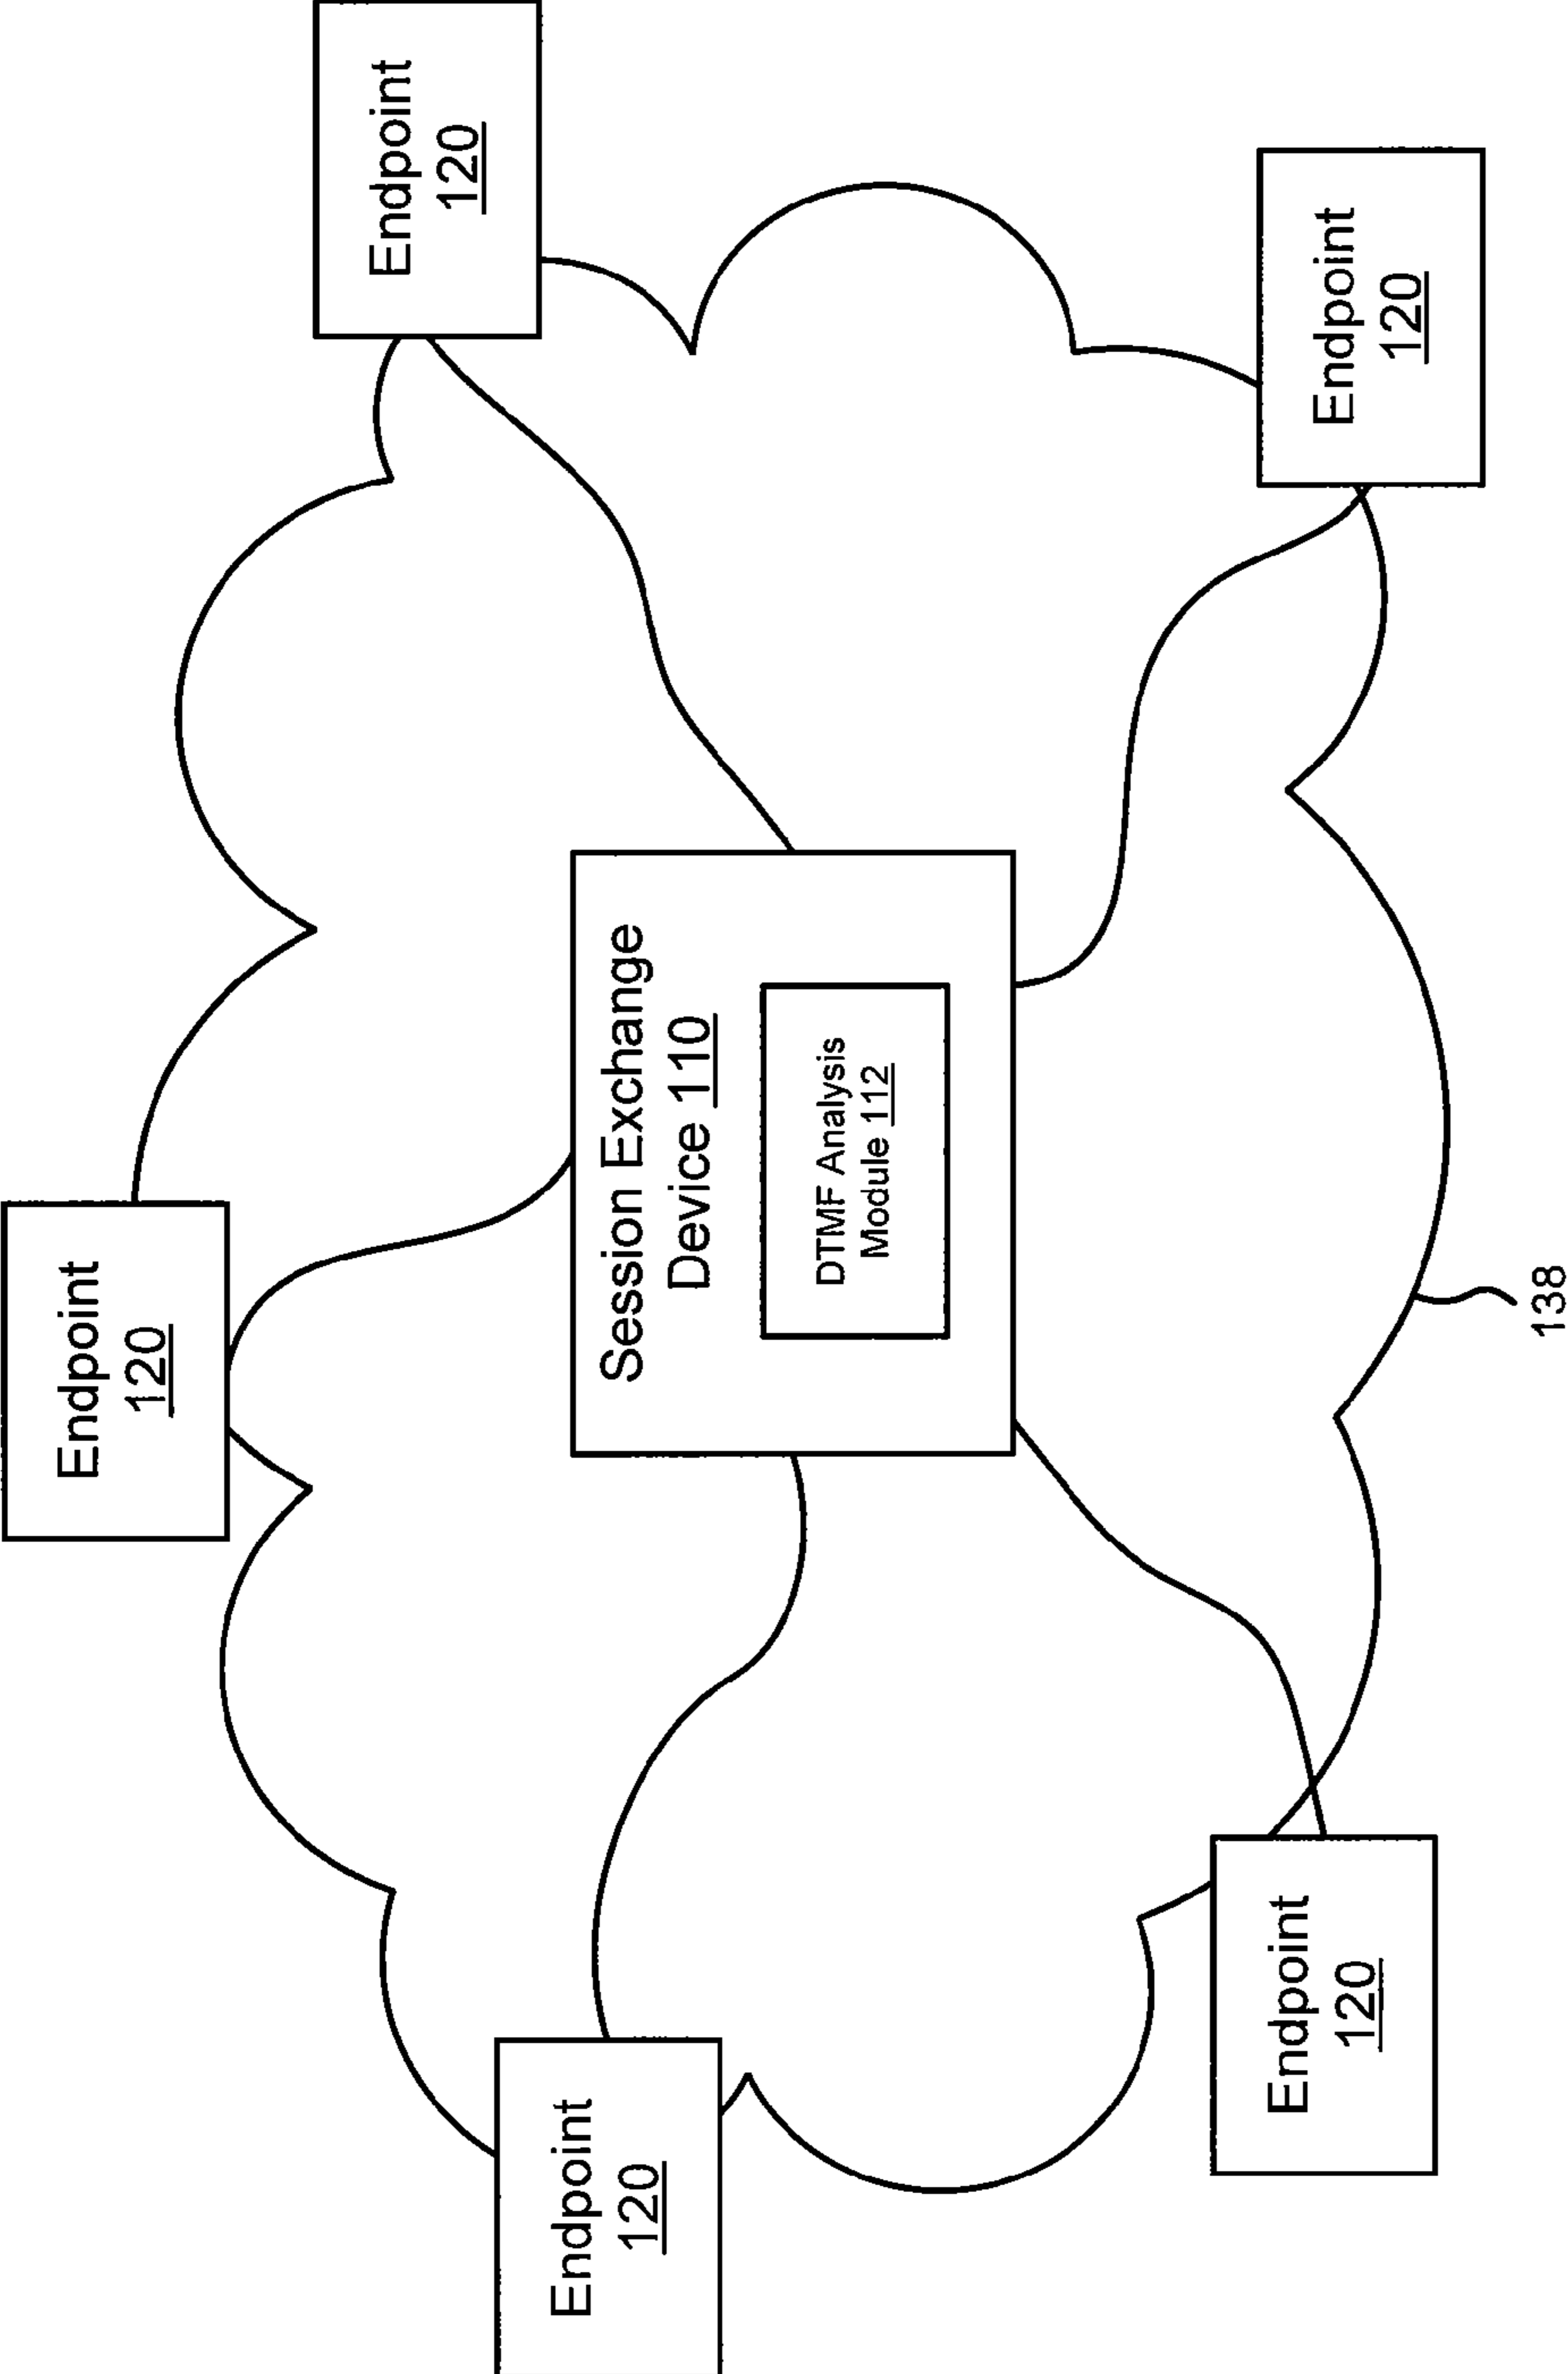 Endpoint
120
Endpoint
120
Endpoint
120
Session Exchange
Device 110
DTMF Analysis
Module 112
Endpoint
120
Endpoint
120
138